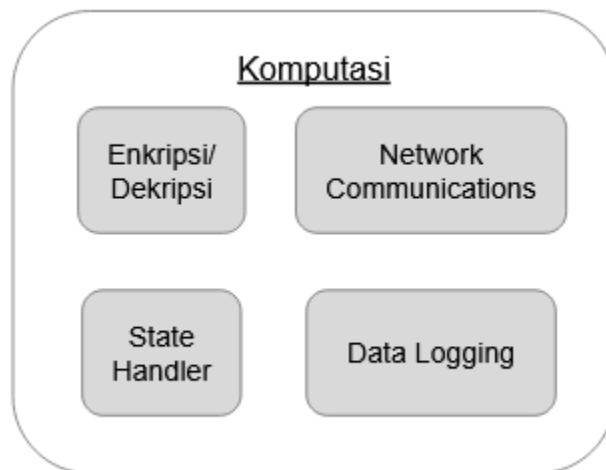 Komputasi
Enkripsi/
Dekripsi
Network
Communications
State
Handler
Data Logging